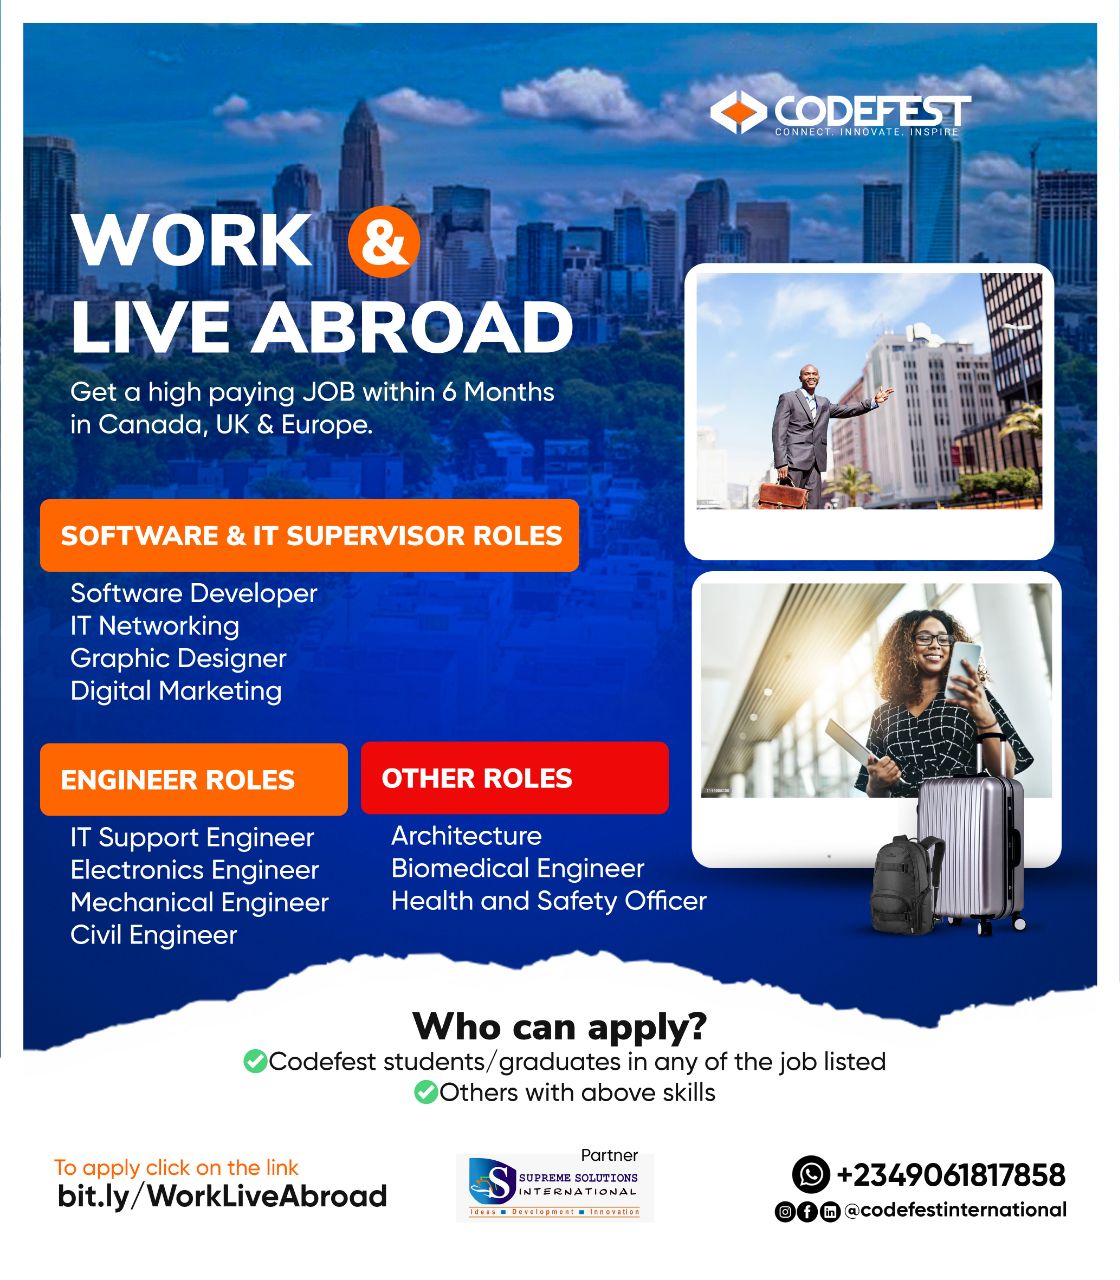 CODEFEST
CONNECT. INNOVATE. INSPIRE
WORK &
LIVE ABROAD
Get a high paying JOB within 6 Months
in Canada, UK & Europe.
SOFTWARE & IT SUPERVISOR ROLES
Software Developer
IT Networking
Graphic Designer
Digital Marketing
ENGINEER ROLES
IT Support Engineer
Electronics Engineer
Mechanical Engineer
Civil Engineer
OTHER ROLES
Architecture
Biomedical Engineer
Health and Safety Officer
Who can apply?
Codefest students/graduates in any of the job listed
Others with above skills
To apply click on the link
bit.ly/WorkLiveAbroad
Partner
SUPREME SOLUTIONS
INTERNATIONAL
Ideas ■ Development ■ Innovation
+2349061817858
@codefestinternational